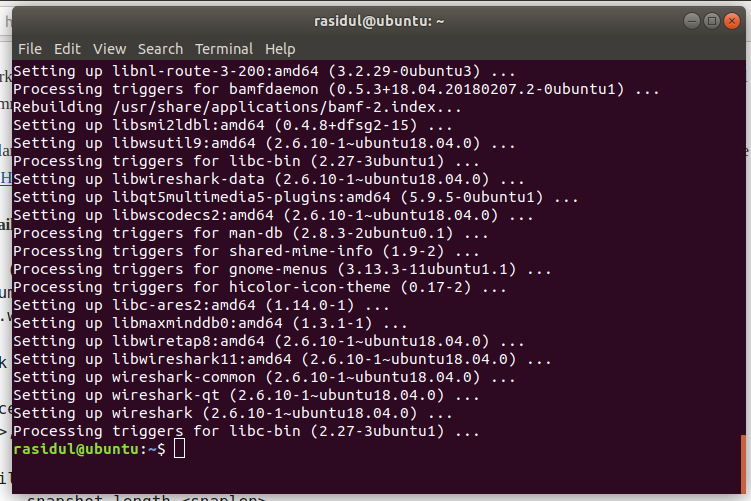 rasidul@ubuntu: ~
File Edit View Search Terminal Help
Setting up libnl-route-3-200:amd64 (3.2.29-0ubuntu3) ...
Processing triggers for bamfdaemon (0.5.3+18.04.20180207.2-0ubuntu1) ...
Rebuilding /usr/share/applications/bamf-2.index...
Setting up libsmi2ldbl:amd64 (0.4.8+dfsg2-15) ...
Setting up libwsutil9:amd64 (2.6.10-1~ubuntu18.04.0) ...
Processing triggers for libc-bin (2.27-3ubuntu1) ...
Setting up libwireshark-data (2.6.10-1~ubuntu18.04.0) ...
Setting up libqt5multimedia5-plugins:amd64 (5.9.5-0ubuntu1) ...
Setting up libwscodecs2:amd64 (2.6.10-1~ubuntu18.04.0) ...
Processing triggers for man-db (2.8.3-2ubuntu0.1) ...
Processing triggers for shared-mime-info (1.9-2) ...
Processing triggers for gnome-menus (3.13.3-11ubuntu1.1) ...
Processing triggers for hicolor-icon-theme (0.17-2) ...
Setting up libc-ares2:amd64 (1.14.0-1) ...
Setting up libmaxminddb0:amd64 (1.3.1-1) ...
Setting up libwiretap8:amd64 (2.6.10-1~ubuntu18.04.0) ...
Setting up libwireshark11:amd64 (2.6.10-1~ubuntu18.04.0) ...
Setting up wireshark-common (2.6.10-1~ubuntu18.04.0) ...
Setting up wireshark-qt (2.6.10-1~ubuntu18.04.0) ...
Setting up wireshark (2.6.10-1~ubuntu18.04.0) ...
Processing triggers for libc-bin (2.27-3ubuntu1) ...
rasidul@ubuntu:~$